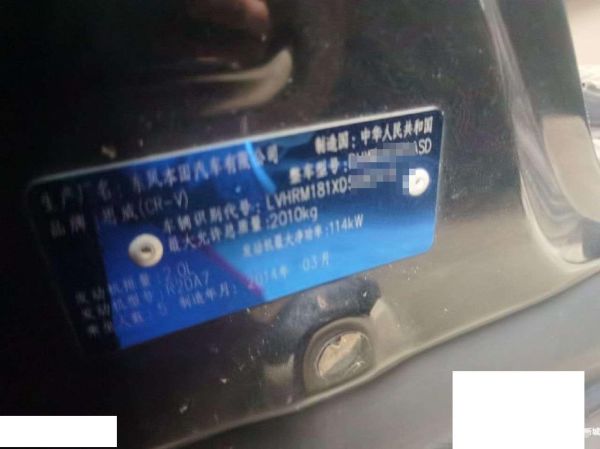 生产厂名：东风本田汽车有限公司 制造国：中华人民共和国
品牌：思威(CR-V) 整车型号：
车辆识别代号：LVHRM181XD
最大允许总质量：2010kg
发动机排量：2.0L 发动机最大净功率：114kW
发动机型号：R20A7
乘坐人数：5 制造年月：2014年 03月